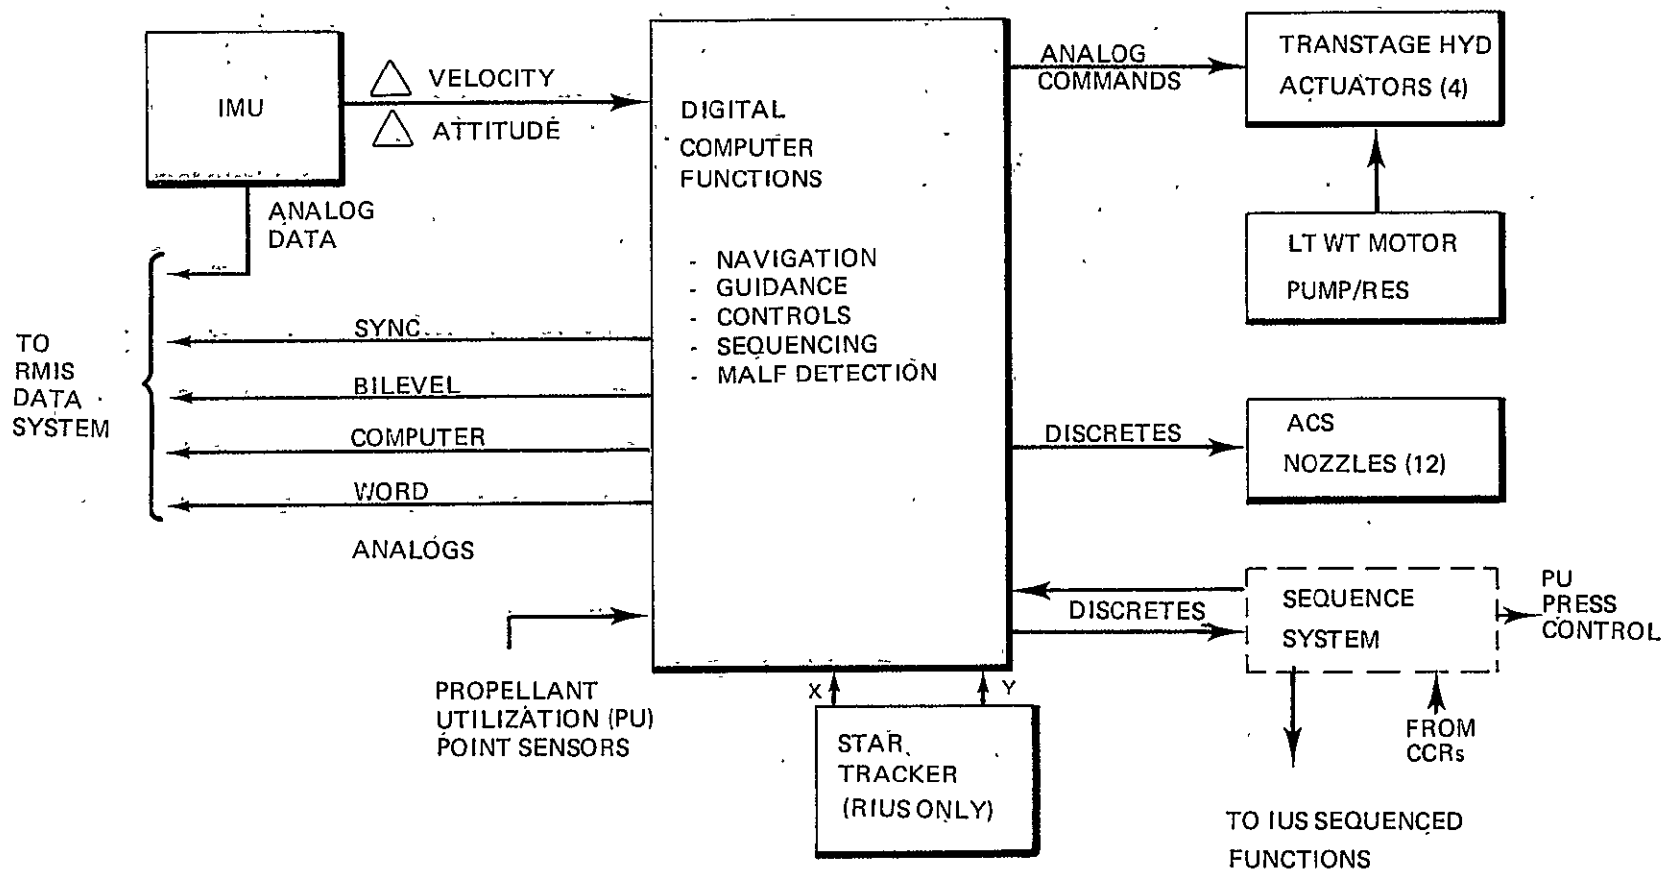 IMU
△ VELOCITY
△ ATTITUDE
ANALOG
DATA
TO
RMIS
DATA
SYSTEM
SYNC
BILEVEL
COMPUTER
WORD
ANALOGS
PROPELLANT
UTILIZATION (PU)
POINT SENSORS
DIGITAL
COMPUTER
FUNCTIONS
- NAVIGATION
- GUIDANCE
- CONTROLS
- SEQUENCING
- MALF DETECTION
X
Y
STAR
TRACKER
(RIUS ONLY)
ANALOG
COMMANDS
TRANSTAGE HYD
ACTUATORS (4)
LT WT MOTOR
PUMP/RES
DISCRETES
ACS
NOZZLES (12)
DISCRETES
SEQUENCE
SYSTEM
PU
PRESS
CONTROL
FROM
CCRs
TO IUS SEQUENCED
FUNCTIONS